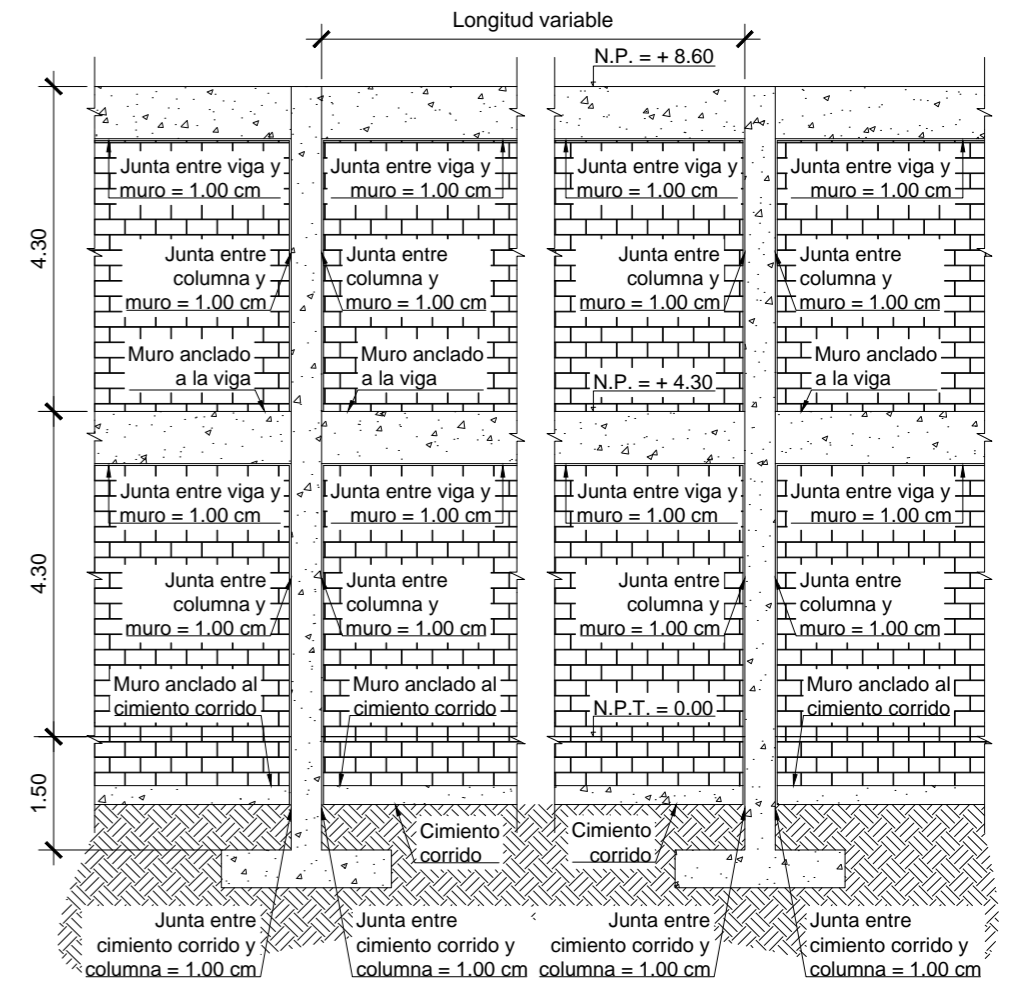 Longitud variable
N.P. = + 8.60
Junta entre viga y
muro = 1.00 cm
Junta entre viga y
muro = 1.00 cm
Junta entre viga y
muro = 1.00 cm
Junta entre viga y
muro = 1.00 cm
4.30
Junta entre
columna y
muro = 1.00 cm
Junta entre
columna y
muro = 1.00 cm
Junta entre
columna y
muro = 1.00 cm
Junta entre
columna y
muro = 1.00 cm
Muro anclado
a la viga
Muro anclado
a la viga
N.P. = + 4.30
Muro anclado
a la viga
Junta entre viga y
muro = 1.00 cm
Junta entre viga y
muro = 1.00 cm
Junta entre viga y
muro = 1.00 cm
Junta entre viga y
muro = 1.00 cm
4.30
Junta entre
columna y
muro = 1.00 cm
Junta entre
columna y
muro = 1.00 cm
Junta entre
columna y
muro = 1.00 cm
Junta entre
columna y
muro = 1.00 cm
Muro anclado al
cimiento corrido
Muro anclado al
cimiento corrido
N.P.T. = 0.00
Muro anclado al
cimiento corrido
1.50
Cimiento
corrido
Cimiento
corrido
Junta entre
cimiento corrido y
columna = 1.00 cm
Junta entre
cimiento corrido y
columna = 1.00 cm
Junta entre
cimiento corrido y
columna = 1.00 cm
Junta entre
cimiento corrido y
columna = 1.00 cm